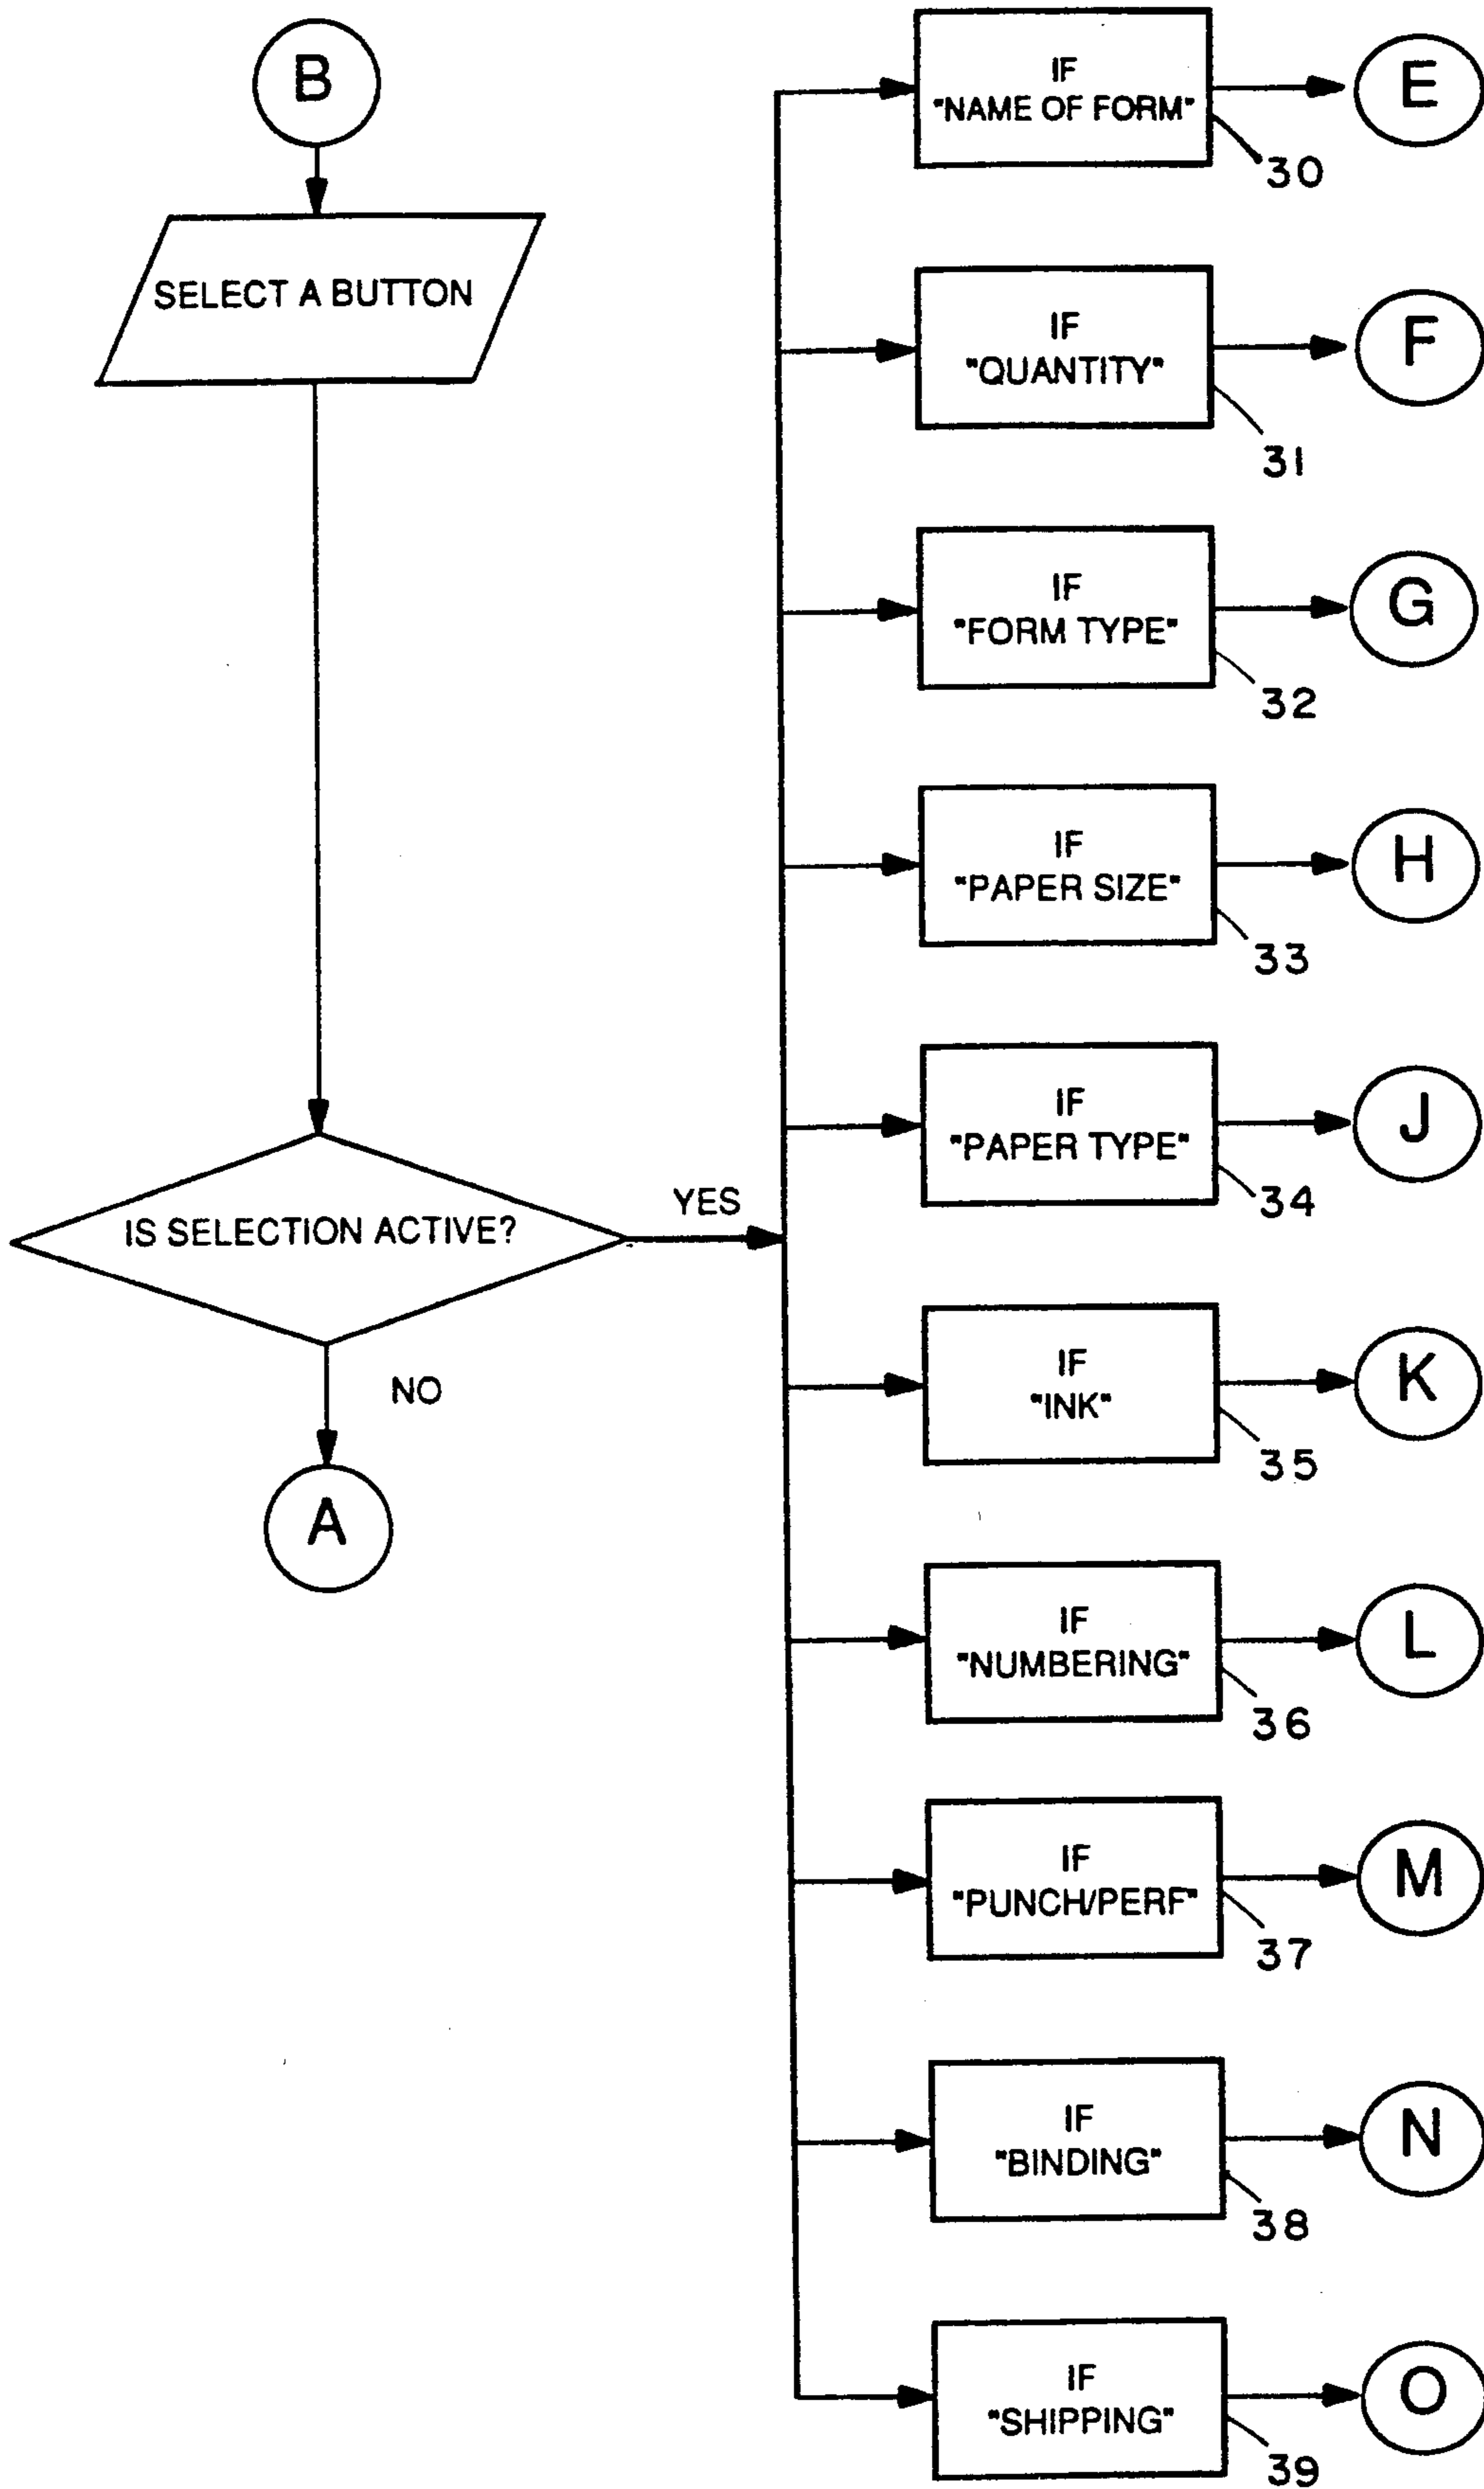 B
SELECT A BUTTON
IS SELECTION ACTIVE?
YES
NO
A
IF
"NAME OF FORM"
30
E
IF
"QUANTITY"
31
F
IF
"FORM TYPE"
32
G
IF
"PAPER SIZE"
33
H
IF
"PAPER TYPE"
34
J
IF
"INK"
35
K
IF
"NUMBERING"
36
L
IF
"PUNCH/PERF"
37
M
IF
"BINDING"
38
N
IF
"SHIPPING"
39
O